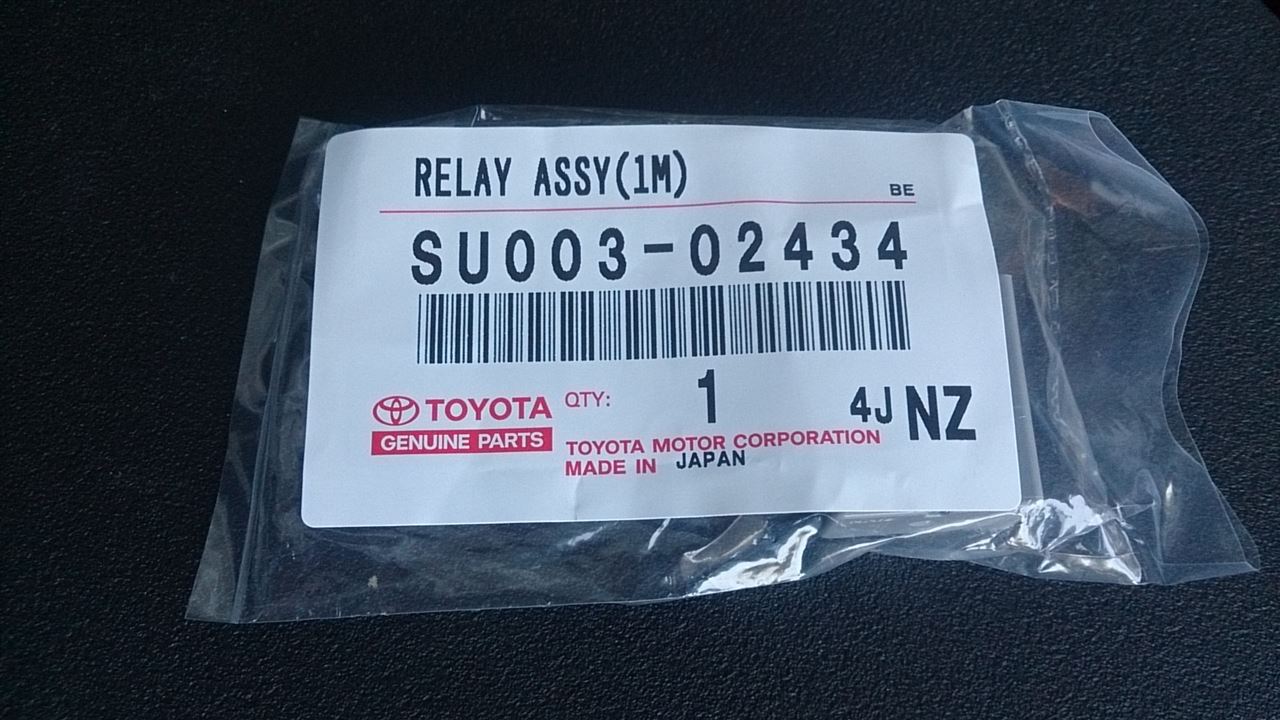 RELAY ASSY(1M)
BE
SU003-02434
TOYOTA
GENUINE PARTS
QTY: 1
4J NZ
TOYOTA MOTOR CORPORATION
MADE IN JAPAN